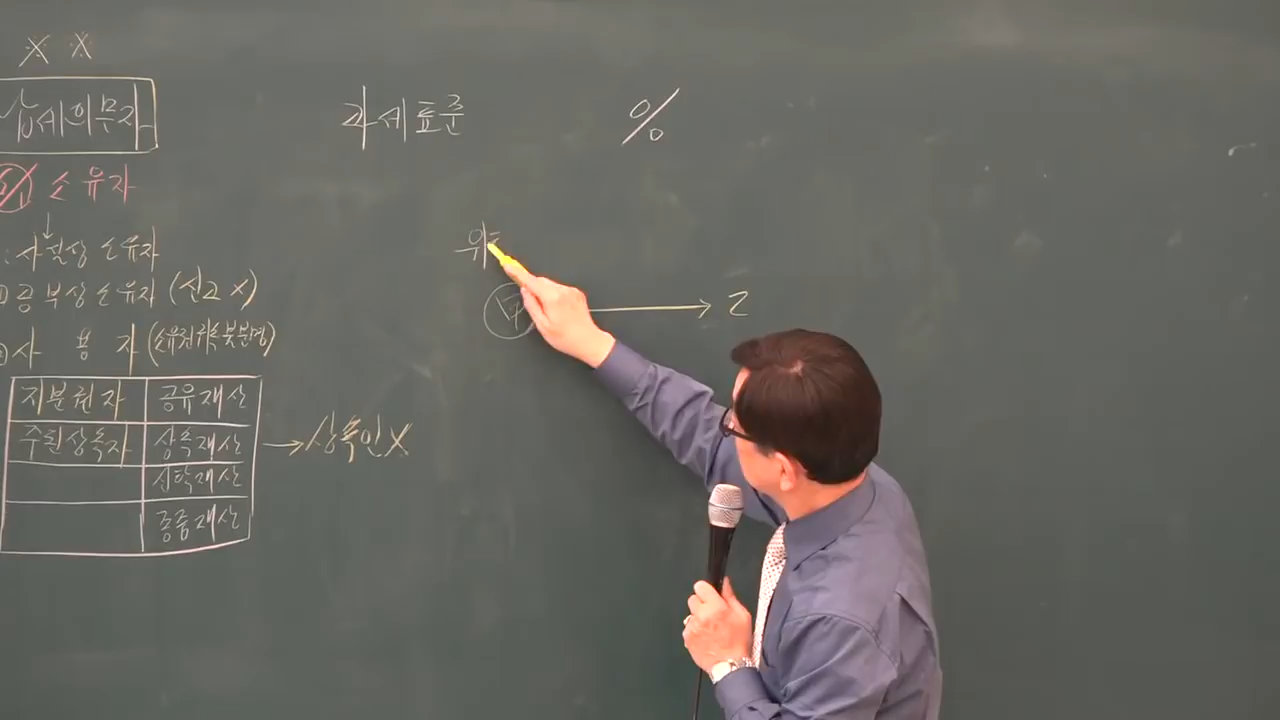 ※ ※
납세의무자
과세표준 %
소유자
↓
: 사실상 소유자
공부상 소유자 (신고 X)
사 용 자 (소유권귀속 불분명)
지분권자 공유재산
주된상속자 상속재산 → 상속인 X
신탁재산
종중재산
甲 → 乙